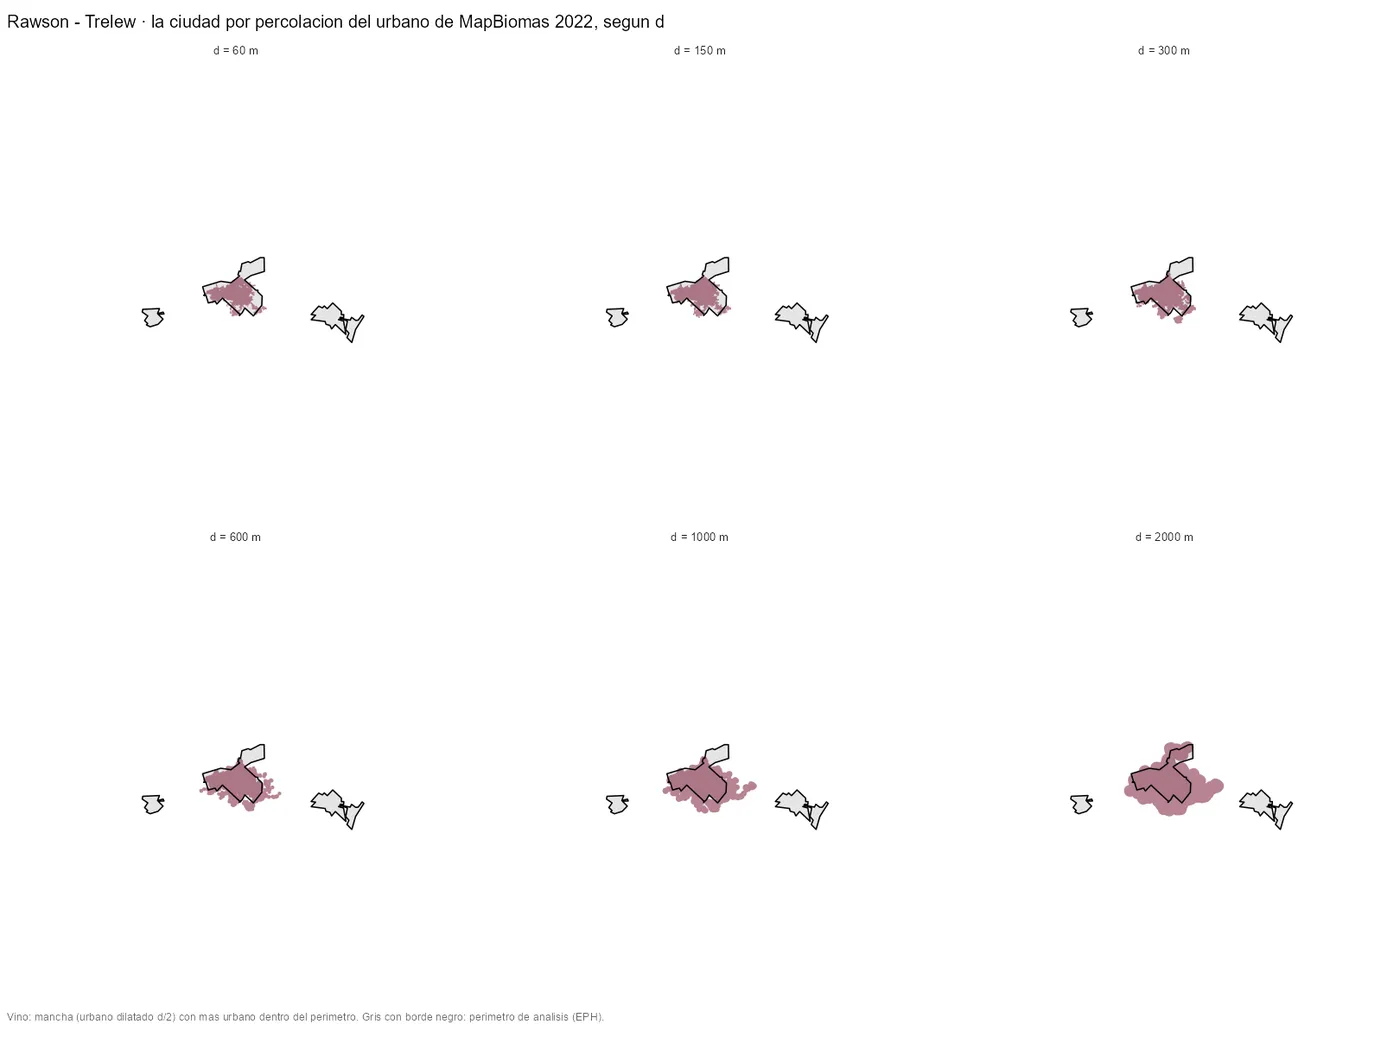 Rawson - Trelew · la ciudad por percolacion del urbano de MapBiomas 2022, segun d
d = 60 m
d = 150 m
d = 300 m
d = 600 m
d = 1000 m
d = 2000 m
Vino: mancha (urbano dilatado d/2) con mas urbano dentro del perimetro. Gris con borde negro: perimetro de analisis (EPH).